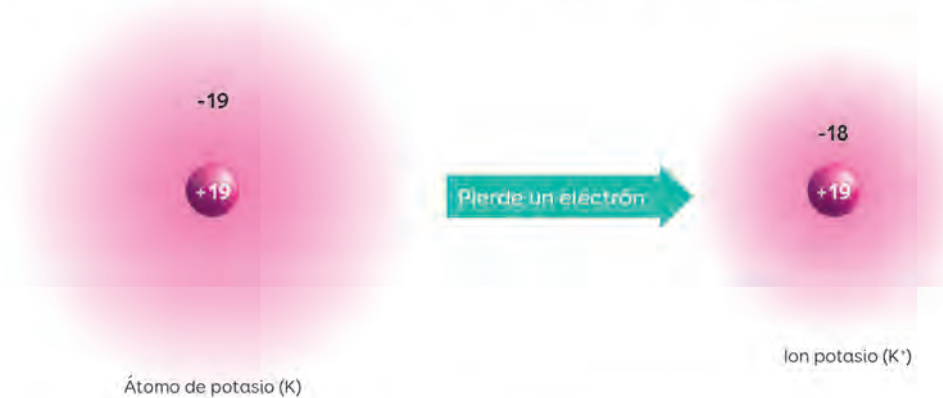 -19
+19
Átomo de potasio (K)
Pierde un electrón
-18
+19
Ion potasio (K⁺)